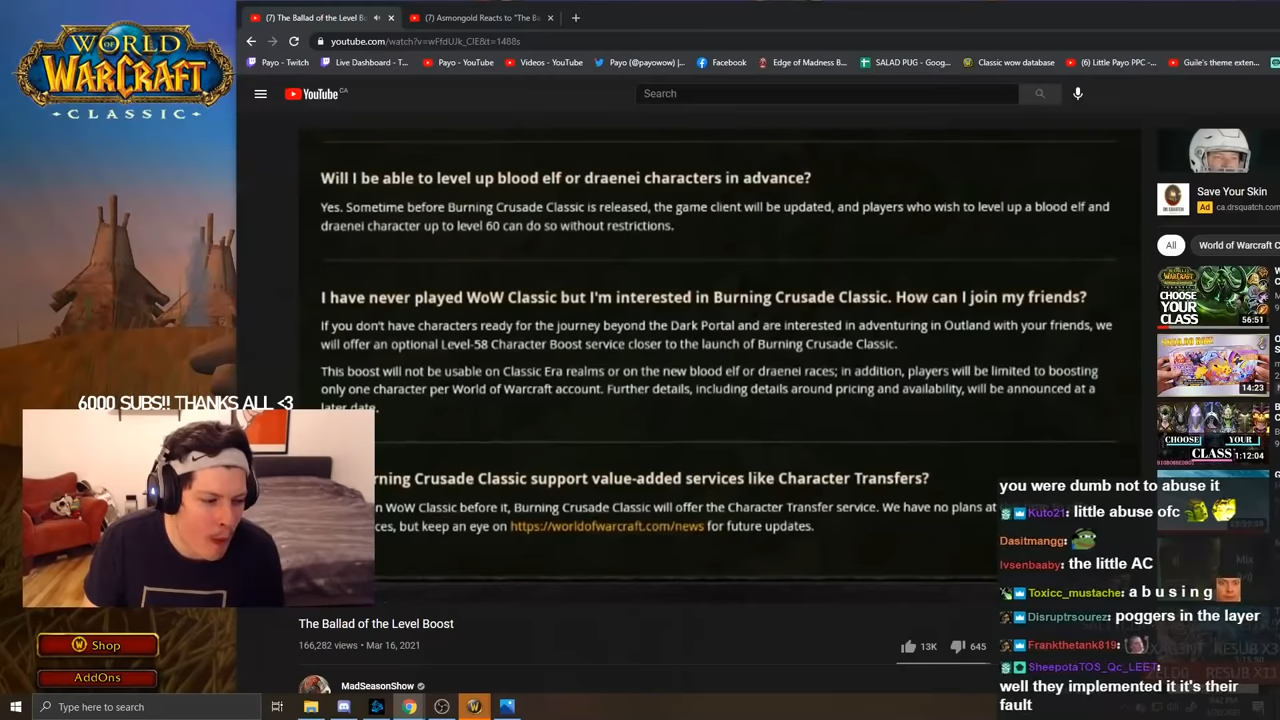 (7) The Ballad of the Level Bo
(7) Asmongold Reacts to "The Ba
youtube.com/watch?v=wFfdUJk_CIE&t=1488s
Payo - Twitch
Live Dashboard - T...
Payo - YouTube
Videos - YouTube
Payo (@payowow) |...
Facebook
Edge of Madness B...
SALAD PUG - Goog...
Classic wow database
(6) Little Payo PPC -...
Guile's theme exten...
WORLD OF WARCRAFT
CLASSIC
YouTube CA
Search
Will I be able to level up blood elf or draenei characters in advance?
Yes. Sometime before Burning Crusade Classic is released, the game client will be updated, and players who wish to level up a blood elf and
draenei character up to level 60 can do so without restrictions.
I have never played WoW Classic but I'm interested in Burning Crusade Classic. How can I join my friends?
If you don't have characters ready for the journey beyond the Dark Portal and are interested in adventuring in Outland with your friends, we
will offer an optional Level-58 Character Boost service closer to the launch of Burning Crusade Classic.
This boost will not be usable on Classic Era realms or on the new blood elf or draenei races; in addition, players will be limited to boosting
only one character per World of Warcraft account. Further details, including details around pricing and availability, will be announced at a
later date.
rning Crusade Classic support value-added services like Character Transfers?
n WoW Classic before it, Burning Crusade Classic will offer the Character Transfer service. We have no plans at
ces, but keep an eye on https://worldofwarcraft.com/news for future updates.
The Ballad of the Level Boost
166,282 views • Mar 16, 2021
13K
645
MadSeasonShow
Save Your Skin
Ad ca.drsquatch.com
All
World of Warcraft C
CHOOSE
YOUR
CLASS
56:51
14:23
CHOOSE YOUR
CLASS
1:12:04
6000 SUBS!! THANKS ALL <3
you were dumb not to abuse it
Kuto21: little abuse ofc
Dasitmangg:
Ivsenbaaby: the little AC
Toxicc_mustache: a b u s i n g
Disruptrsourez: poggers in the layer
Frankthetank819:
SheepotaTOS_Qc_LEET:
well they implemented it it's their
fault
Shop
AddOns
Type here to search